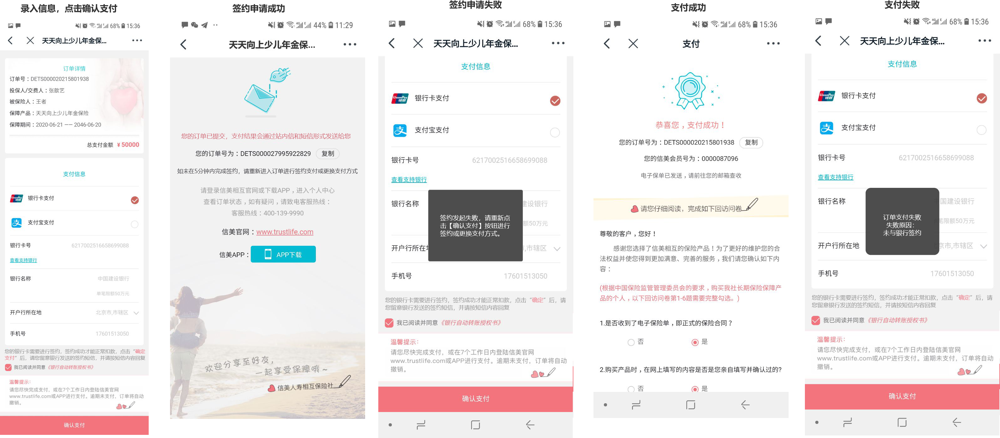 录入信息，点击确认支付
68% 15:36
天天向上少儿年金保...
订单详情
订单号：DETS000020215801938
投保人/交费人：张歆艺
被保险人：王者
保障产品：天天向上少儿年金保险
保障期间：2020-06-21 —— 2046-06-20
总支付金额 ¥ 50000
支付信息
UnionPay 银联 银行卡支付
支 支付宝支付
银行卡号 6217002516658699088
查看支持银行
银行名称 中国建设银行
单笔限额50万元
开户行所在地 北京市,市辖区
手机号 17601513050
您的银行卡需要进行签约，签约成功才能正常扣款，点击“确定
支付”后，请您留意银行发送的签约短信，并请按短信内容回复
我已阅读并同意《银行自动转账授权书》
温馨提示：
请您尽快完成支付，或在7个工作日内登陆信美官网
www.trustlife.com或APP进行支付。逾期未支付，订单将自动
撤销。
确认支付
签约申请成功
44% 11:29
天天向上少儿年金保...
您的订单已提交，支付结果会通过站内信和短信形式发送给您
您的订单号为：DETS000027995922829 复制
如未在5分钟内完成签约，请重新进入订单进行签约支付或更换支付方式
请登录信美相互官网或下载APP，进入个人中心
查看订单状态，如有疑问，请致电客服热线：
客服热线：400-139-9990
信美官网：www.trustlife.com
信美APP： APP下载
欢迎分享至好友，
一起享受保障哦～
信美人寿相互保险社
签约申请失败
68% 15:36
天天向上少儿年金保...
支付信息
UnionPay 银联 银行卡支付
支 支付宝支付
银行卡号 6217002516658699088
查看支持银行
银行名称 建设银行
额50万元
签约发起失败，请重新点
击【确认支付】按钮进行
签约或更换支付方式。
开户行所在 市辖区
手机号 17601513050
您的银行卡需要进行签约，签约成功才能正常扣款，点击“确定”后，请
您留意银行发送的签约短信，并请按短信内容回复
我已阅读并同意《银行自动转账授权书》
温馨提示：
请您尽快完成支付，或在7个工作日内登陆信美官网
www.trustlife.com或APP进行支付。逾期未支付，订单将自动
撤销。
确认支付
支付成功
68% 15:36
支付
恭喜您，支付成功！
您的订单号为：DETS000020215801938 复制
您的信美会员号为：0000087096
电子保单已发送，请前往您的邮箱查收
请您仔细阅读，完成如下回访问卷
尊敬的客户，您好！
感谢您选择了信美相互的保险产品！为了更好的维护您的合
法权益并使您得到更加满意、完善的服务，我们请您确认如下内
容：
(根据中国保险监管管理委员会的要求，购买我社长期保险保障产
品的个人，以下回访问卷第1-6题需要完整勾选。)
1.是否收到了电子保险单，即正式的保险合同？
否 是
2.购买产品时，在网上填写的内容是否是您亲自填写并确认过的?
否 是
支付失败
68% 15:36
天天向上少儿年金保...
支付信息
UnionPay 银联 银行卡支付
支 支付宝支付
银行卡号 6217002516658699088
查看支持银行
银行名称 国建设银行
笔限额50万元
订单支付失败
失败原因：
未与银行签约
开户行所在地 京市,市辖区
手机号 17601513050
您的银行卡需要进行签约，签约成功才能正常扣款，点击“确定”后，请
您留意银行发送的签约短信，并请按短信内容回复
我已阅读并同意《银行自动转账授权书》
温馨提示：
请您尽快完成支付，或在7个工作日内登陆信美官网
www.trustlife.com或APP进行支付。逾期未支付，订单将自动
撤销。
确认支付